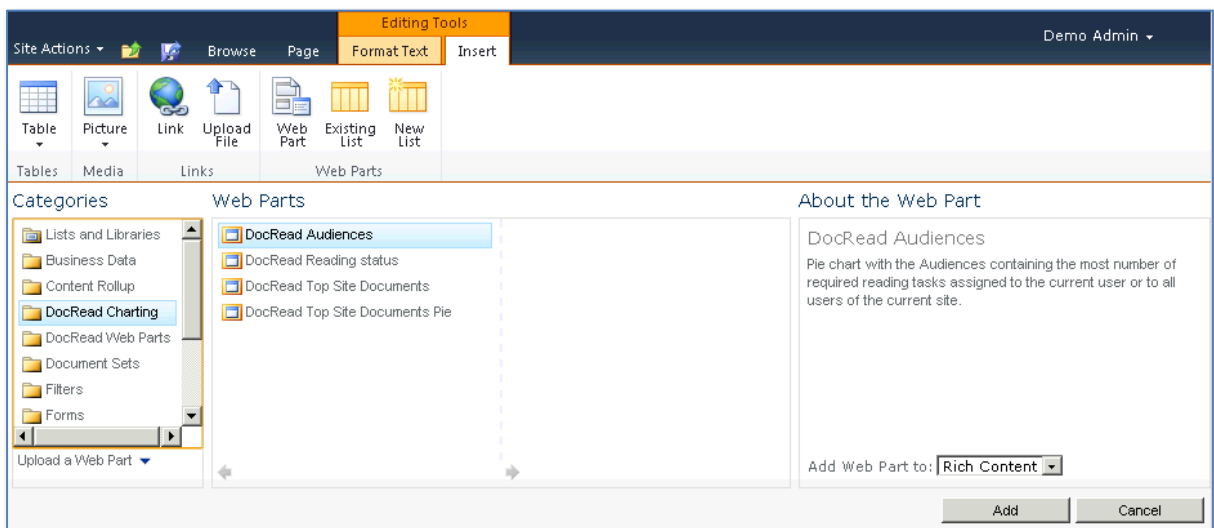 Editing Tools
Site Actions
Browse
Page
Format Text
Insert
Demo Admin
Table
Picture
Link
Upload
File
Web
Part
Existing
List
New
List
Tables
Media
Links
Web Parts
Categories
Web Parts
About the Web Part
Lists and Libraries
Business Data
Content Rollup
DocRead Charting
DocRead Web Parts
Document Sets
Filters
Forms
Upload a Web Part
DocRead Audiences
DocRead Reading status
DocRead Top Site Documents
DocRead Top Site Documents Pie
DocRead Audiences
Pie chart with the Audiences containing the most number of
required reading tasks assigned to the current user or to all
users of the current site.
Add Web Part to: Rich Content
Add
Cancel